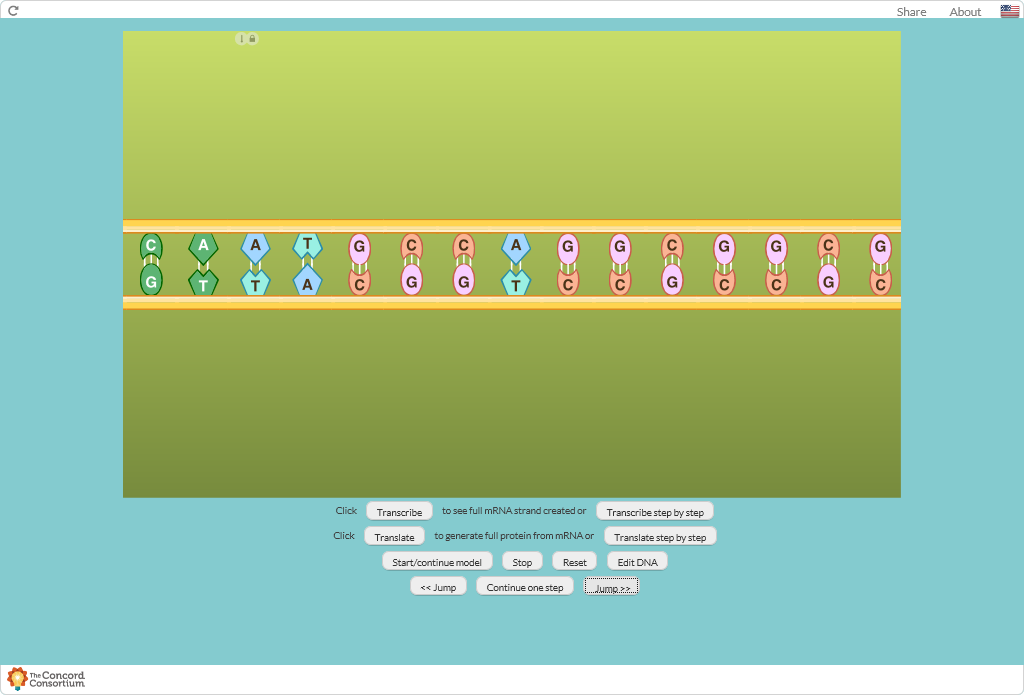 Share About
C A A T G C C A G G C G G C G
G T T A C G G T C C G C C G C
Click Transcribe to see full mRNA strand created or Transcribe step by step
Click Translate to generate full protein from mRNA or Translate step by step
Start/continue model Stop Reset Edit DNA
<< Jump Continue one step Jump >>
The Concord
Consortium